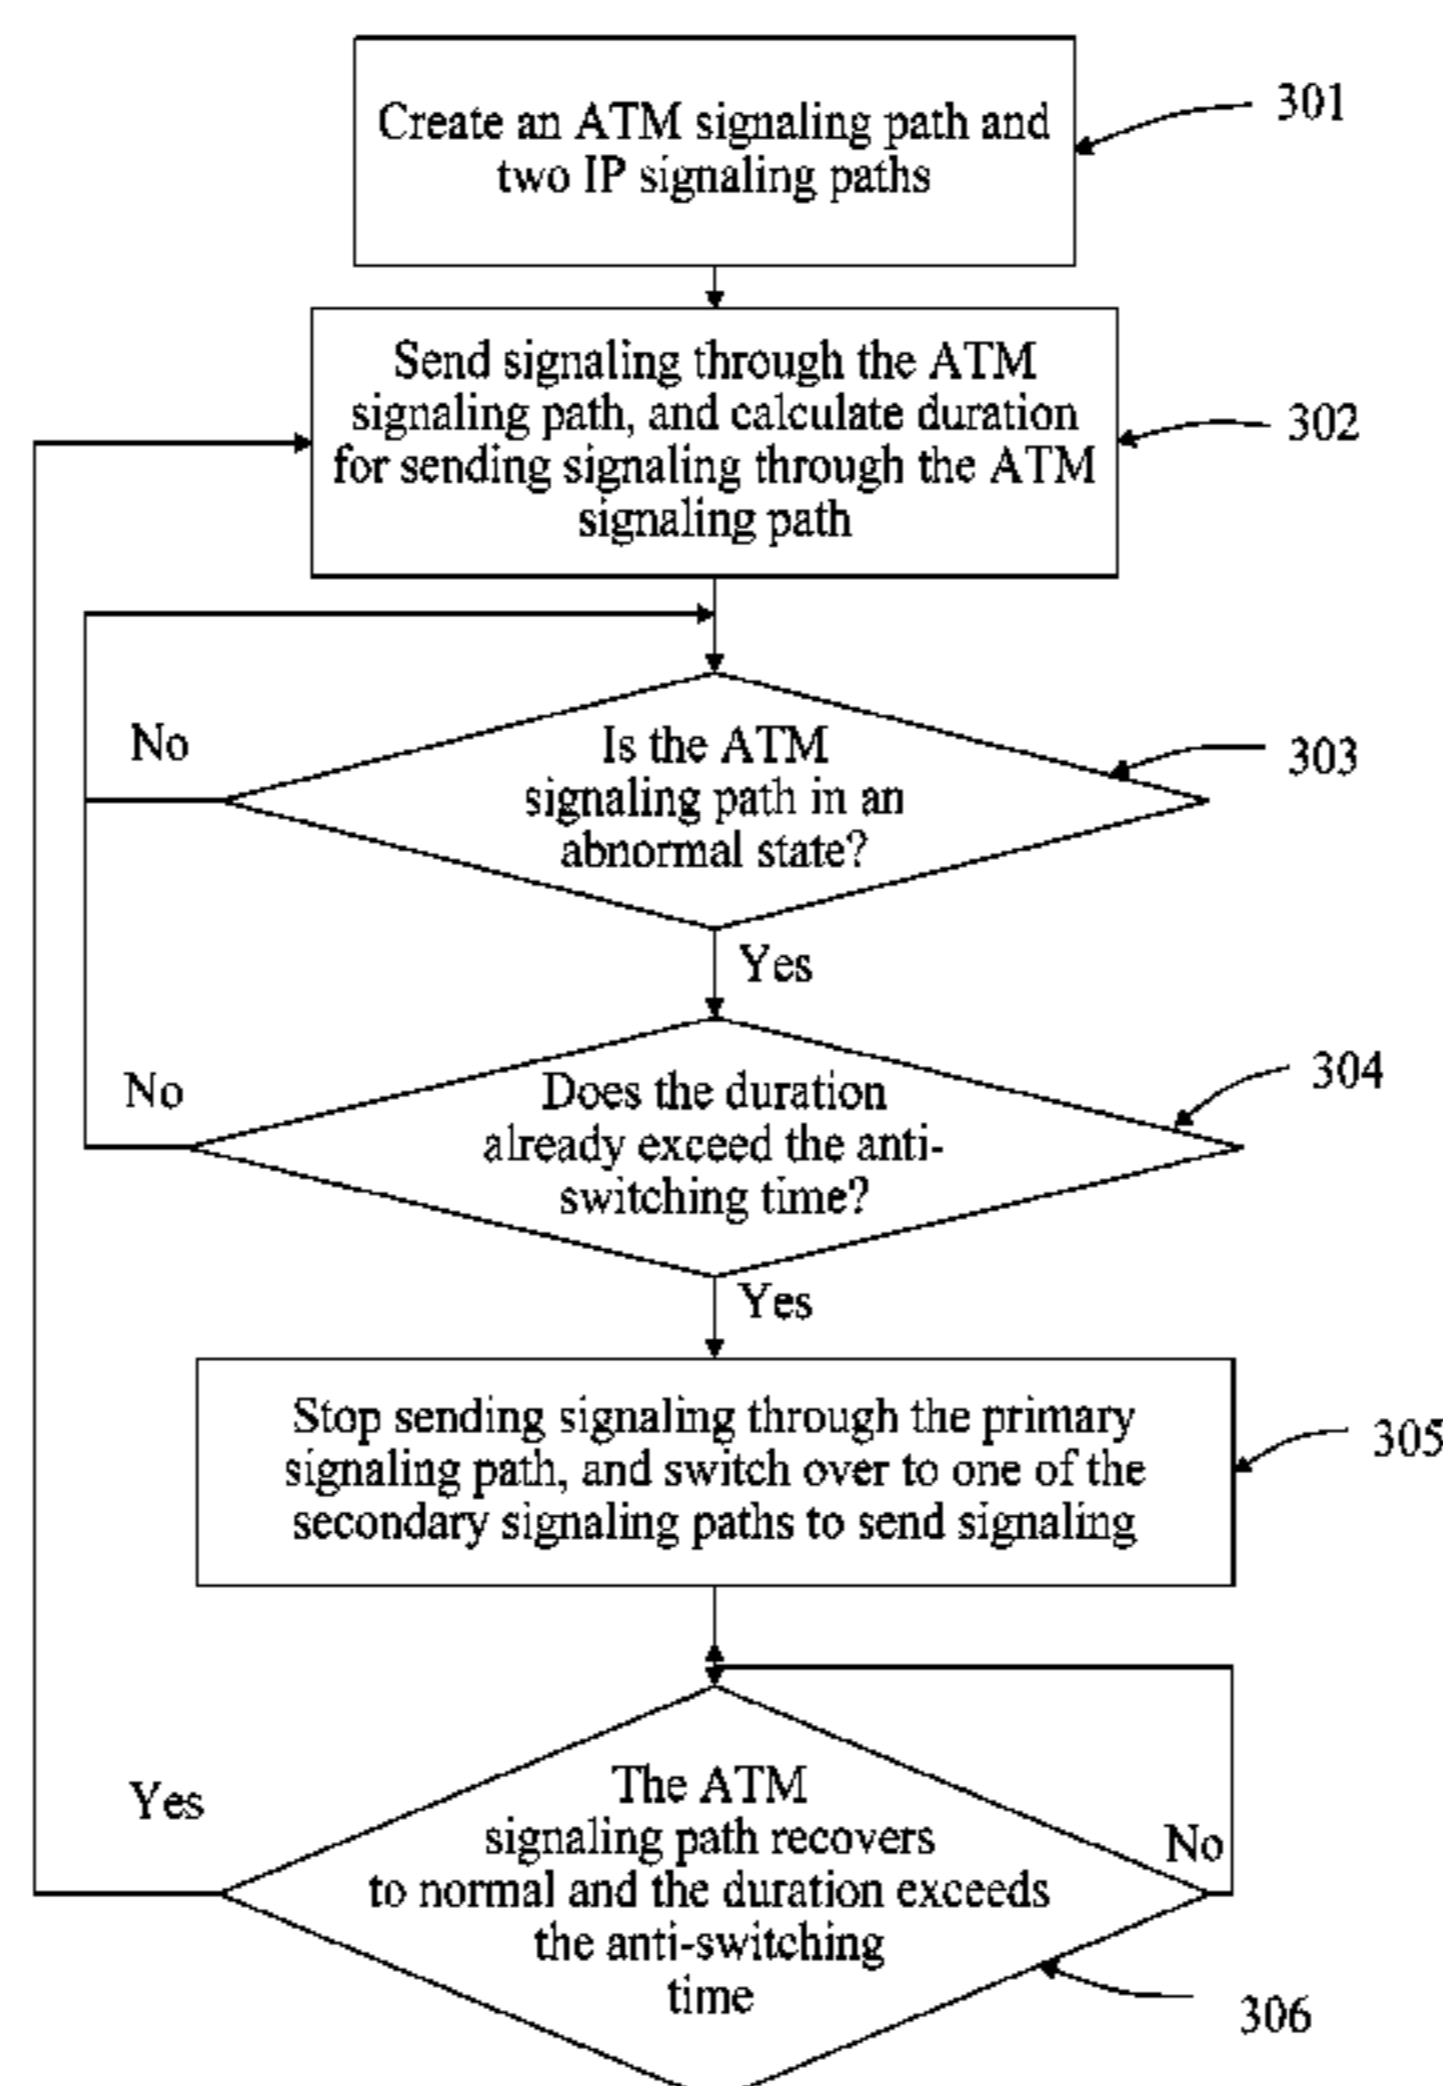 Create an ATM signaling path and
two IP signaling paths
301
Send signaling through the ATM
signaling path, and calculate duration
for sending signaling through the ATM
signaling path
302
No
Is the ATM
signaling path in an
abnormal state?
303
Yes
No
Does the duration
already exceed the anti-
switching time?
304
Yes
Stop sending signaling through the primary
signaling path, and switch over to one of the
secondary signaling paths to send signaling
305
Yes
The ATM
signaling path recovers
to normal and the duration exceeds
the anti-switching
time
No
306